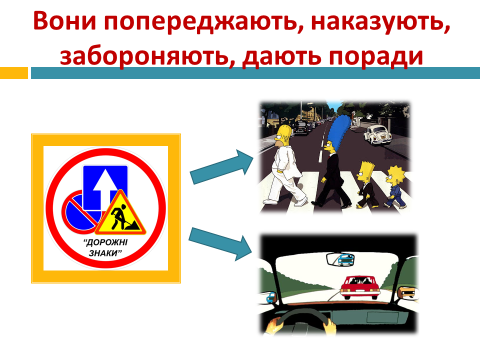 Вони попереджають, наказують,
забороняють, дають поради
“ДОРОЖНІ
ЗНАКИ”